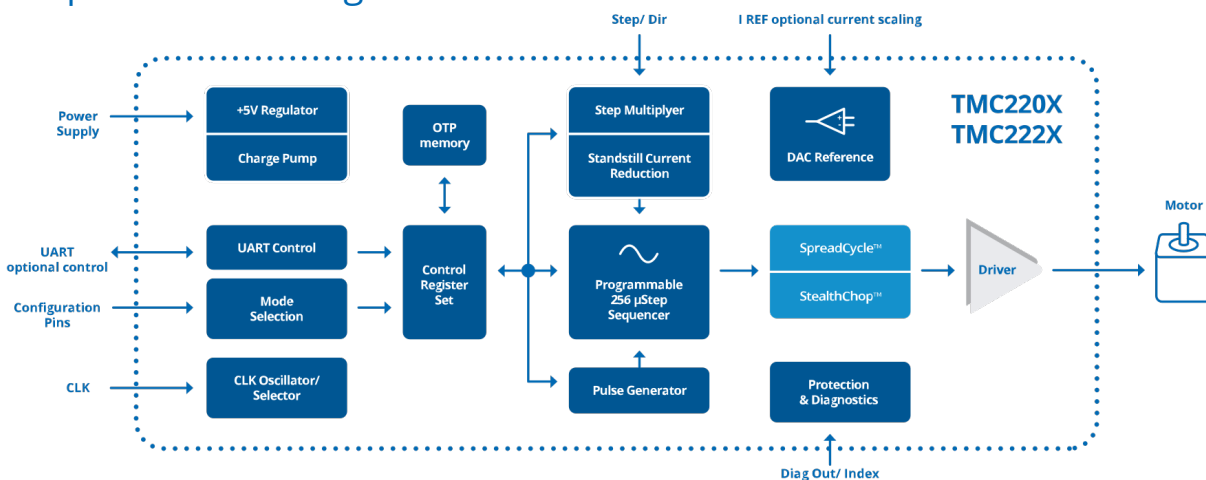 Step/ Dir
I REF optional current scaling
TMC220X
TMC222X
Power
Supply
+5V Regulator
Charge Pump
OTP
memory
Step Multiplyer
Standstill Current
Reduction
DAC Reference
Motor
UART
optional control
UART Control
Configuration
Pins
Mode
Selection
Control
Register
Set
Programmable
256 µStep
Sequencer
SpreadCycle™
StealthChop™
Driver
CLK
CLK Oscillator/
Selector
Pulse Generator
Protection
& Diagnostics
Diag Out/ Index